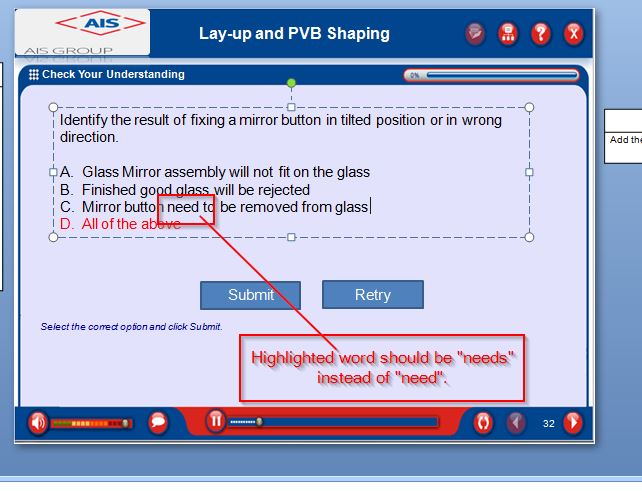 AIS
AIS GROUP
Lay-up and PVB Shaping
?
X
Check Your Understanding
0%
Identify the result of fixing a mirror button in tilted position or in wrong
direction.
A. Glass Mirror assembly will not fit on the glass
B. Finished good glass will be rejected
C. Mirror button need to be removed from glass
D. All of the above
Add the
Submit
Retry
Select the correct option and click Submit.
Highlighted word should be "needs"
instead of "need".
32